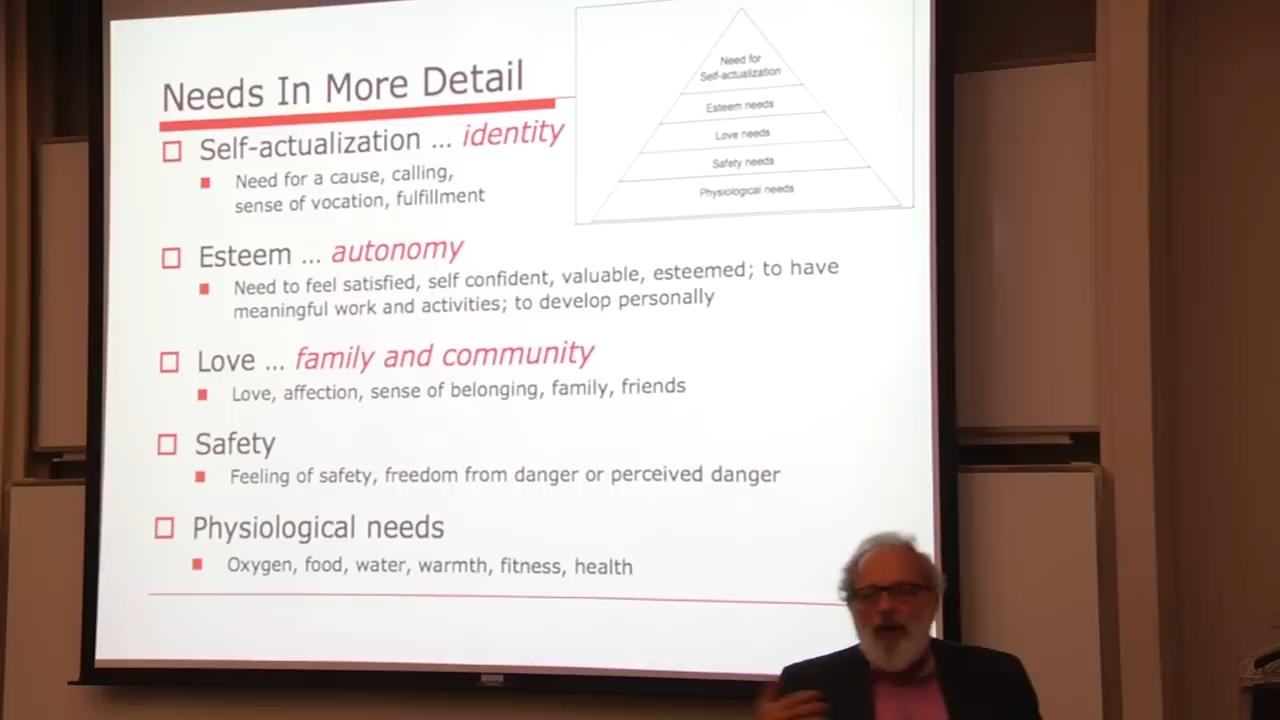 Needs In More Detail
Self-actualization ... identity
Need for a cause, calling,
sense of vocation, fulfillment
Esteem ... autonomy
Need to feel satisfied, self confident, valuable, esteemed; to have
meaningful work and activities; to develop personally
Love ... family and community
Love, affection, sense of belonging, family, friends
Safety
Feeling of safety, freedom from danger or perceived danger
Physiological needs
Oxygen, food, water, warmth, fitness, health
Need for
Self-actualization
Esteem needs
Love needs
Safety needs
Physiological needs